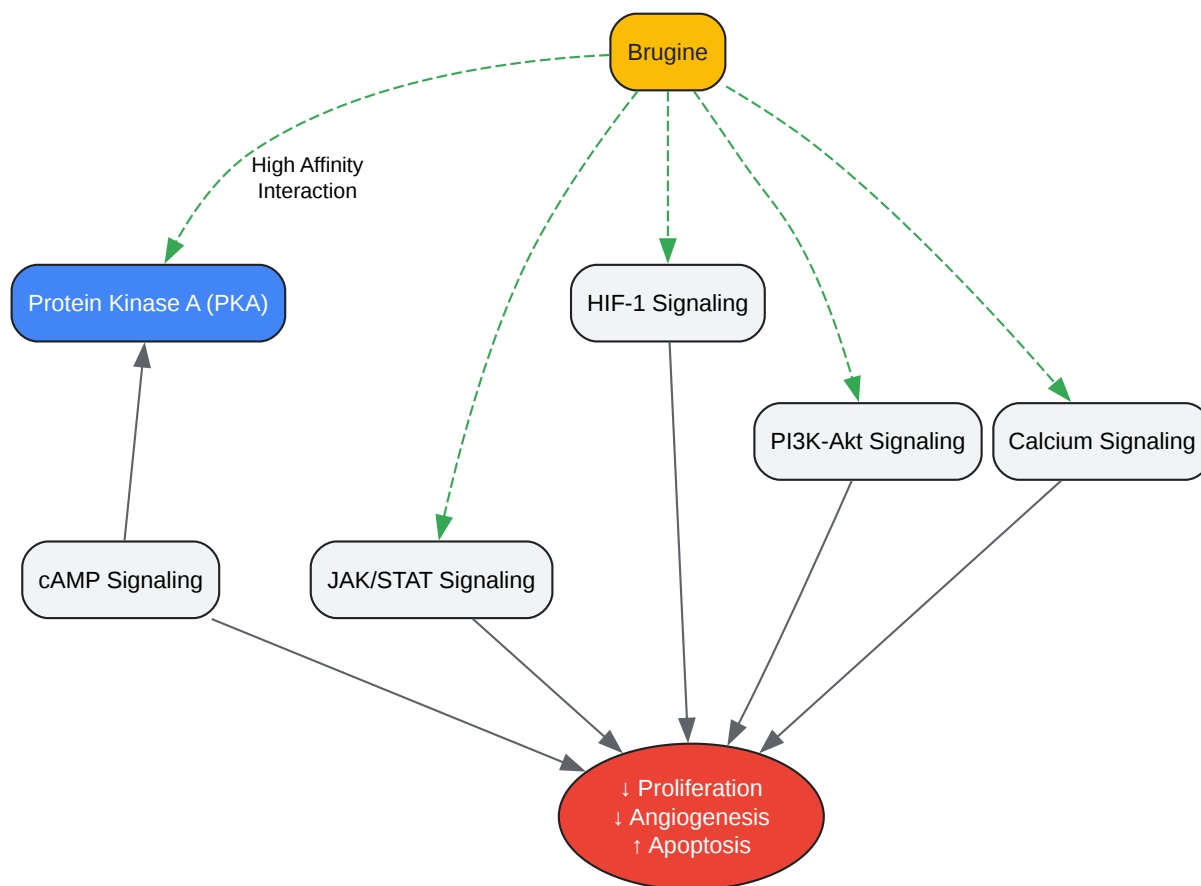 Brugine
High Affinity
Interaction
Protein Kinase A (PKA)
HIF-1 Signaling
PI3K-Akt Signaling
Calcium Signaling
cAMP Signaling
JAK/STAT Signaling
↓ Proliferation
↓ Angiogenesis
↑ Apoptosis